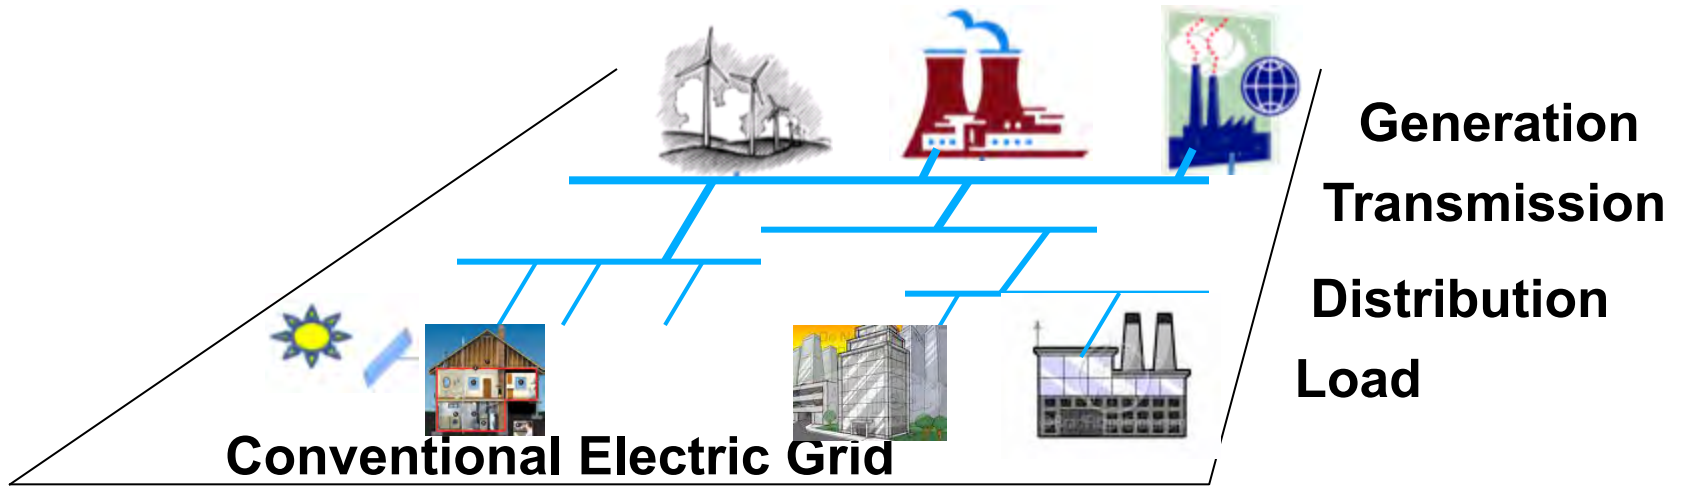 Generation
Transmission
Distribution
Load
Conventional Electric Grid